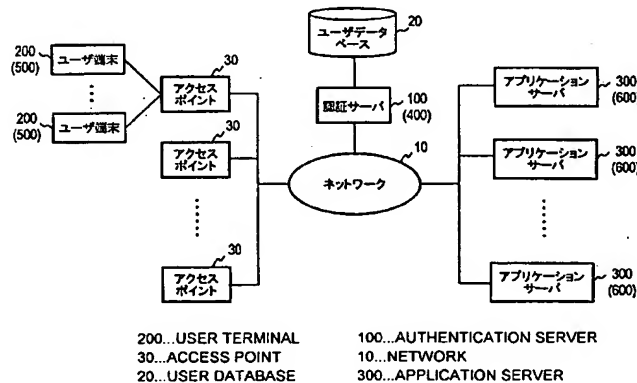 20
ユーザデータ
ベース
200
(500)
ユーザ端末
30
アクセス
ポイント
300
(600)
アプリケーション
サーバ
認証サーバ
100
(400)
200
(500)
ユーザ端末
30
アクセス
ポイント
10
ネットワーク
300
(600)
アプリケーション
サーバ
30
アクセス
ポイント
300
(600)
アプリケーション
サーバ
200...USER TERMINAL
30...ACCESS POINT
20...USER DATABASE
100...AUTHENTICATION SERVER
10...NETWORK
300...APPLICATION SERVER